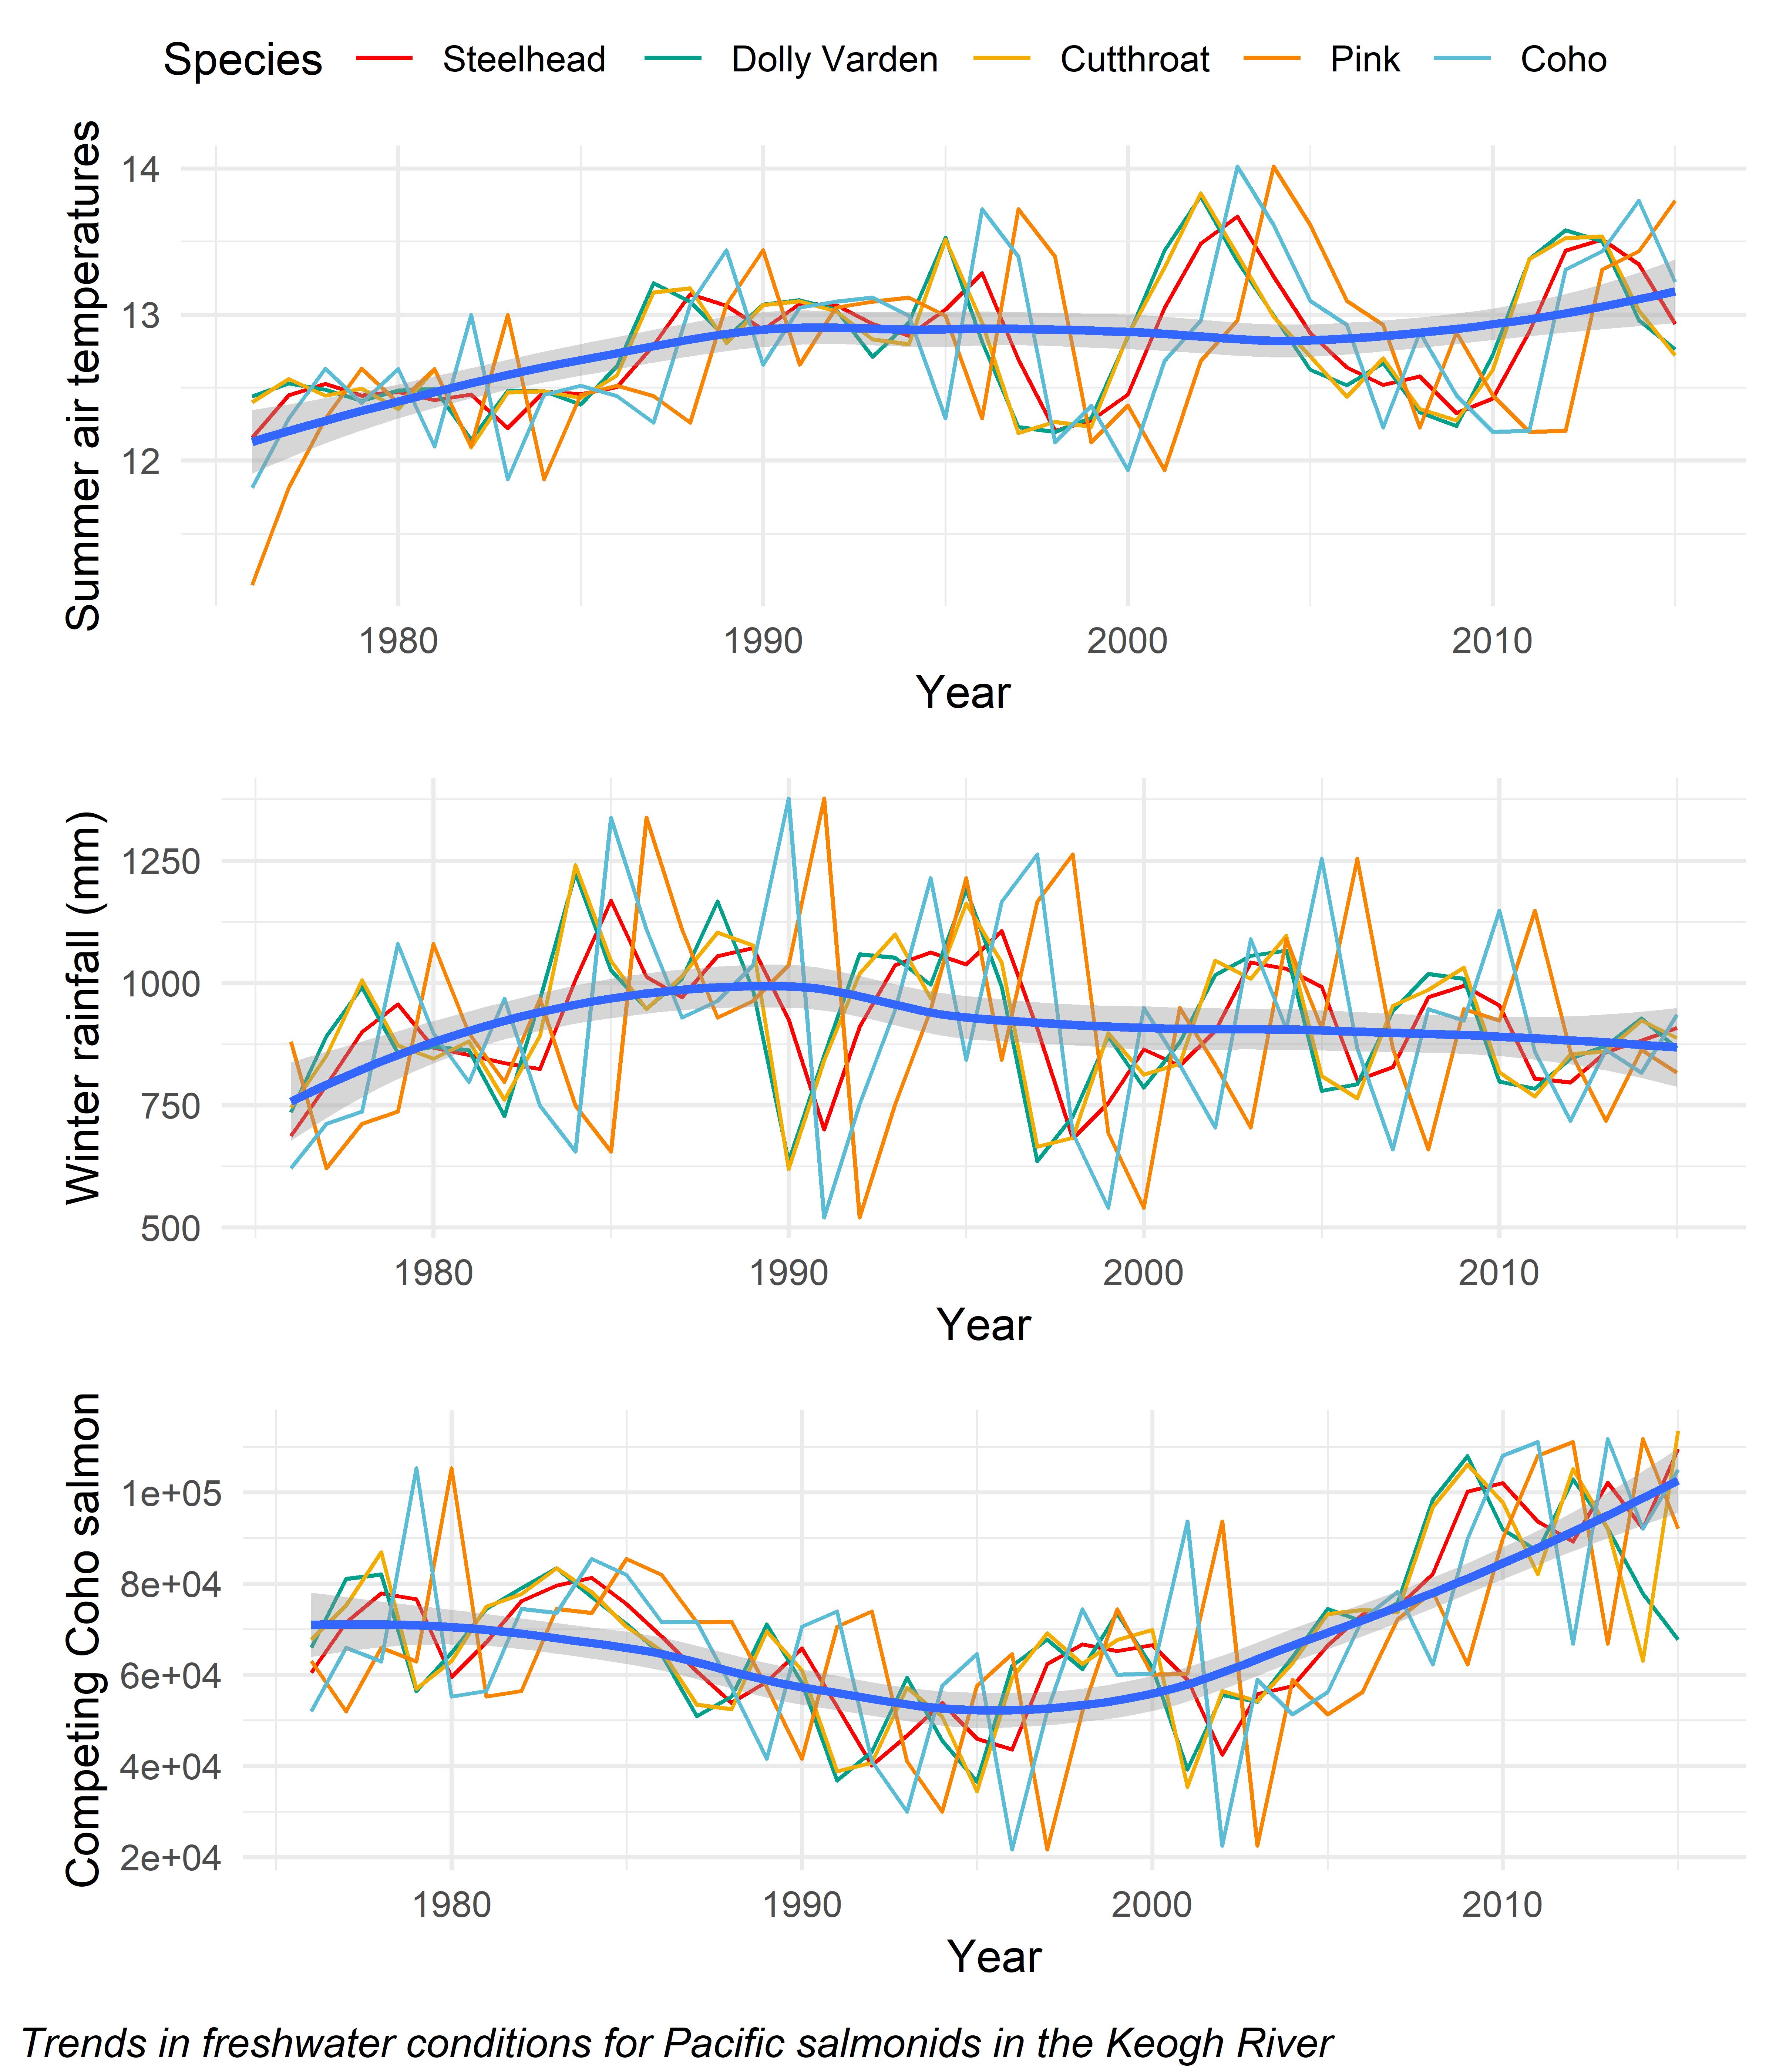 Species Steelhead Dolly Varden Cutthroat Pink Coho
Summer air temperatures
14
13
12
1980 1990 2000 2010
Year
Winter rainfall (mm)
1250
1000
750
500
1980 1990 2000 2010
Year
Competing Coho salmon
1e+05
8e+04
6e+04
4e+04
2e+04
1980 1990 2000 2010
Year
Trends in freshwater conditions for Pacific salmonids in the Keogh River